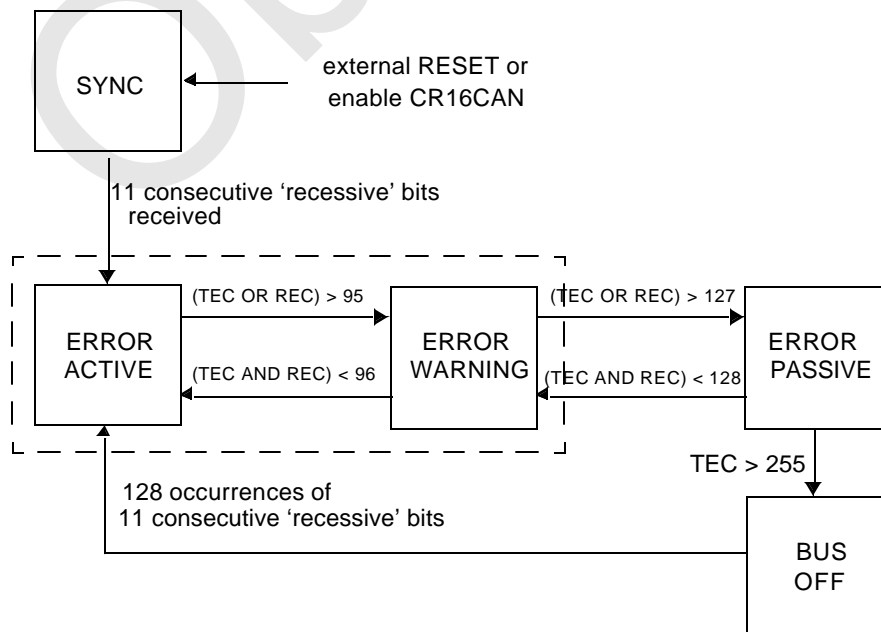 SYNC
external RESET or
enable CR16CAN
11 consecutive ‘recessive’ bits
received
(TEC OR REC) > 95
(TEC OR REC) > 127
ERROR
ACTIVE
ERROR
WARNING
ERROR
PASSIVE
(TEC AND REC) < 96
(TEC AND REC) < 128
TEC > 255
128 occurrences of
11 consecutive ‘recessive’ bits
BUS
OFF